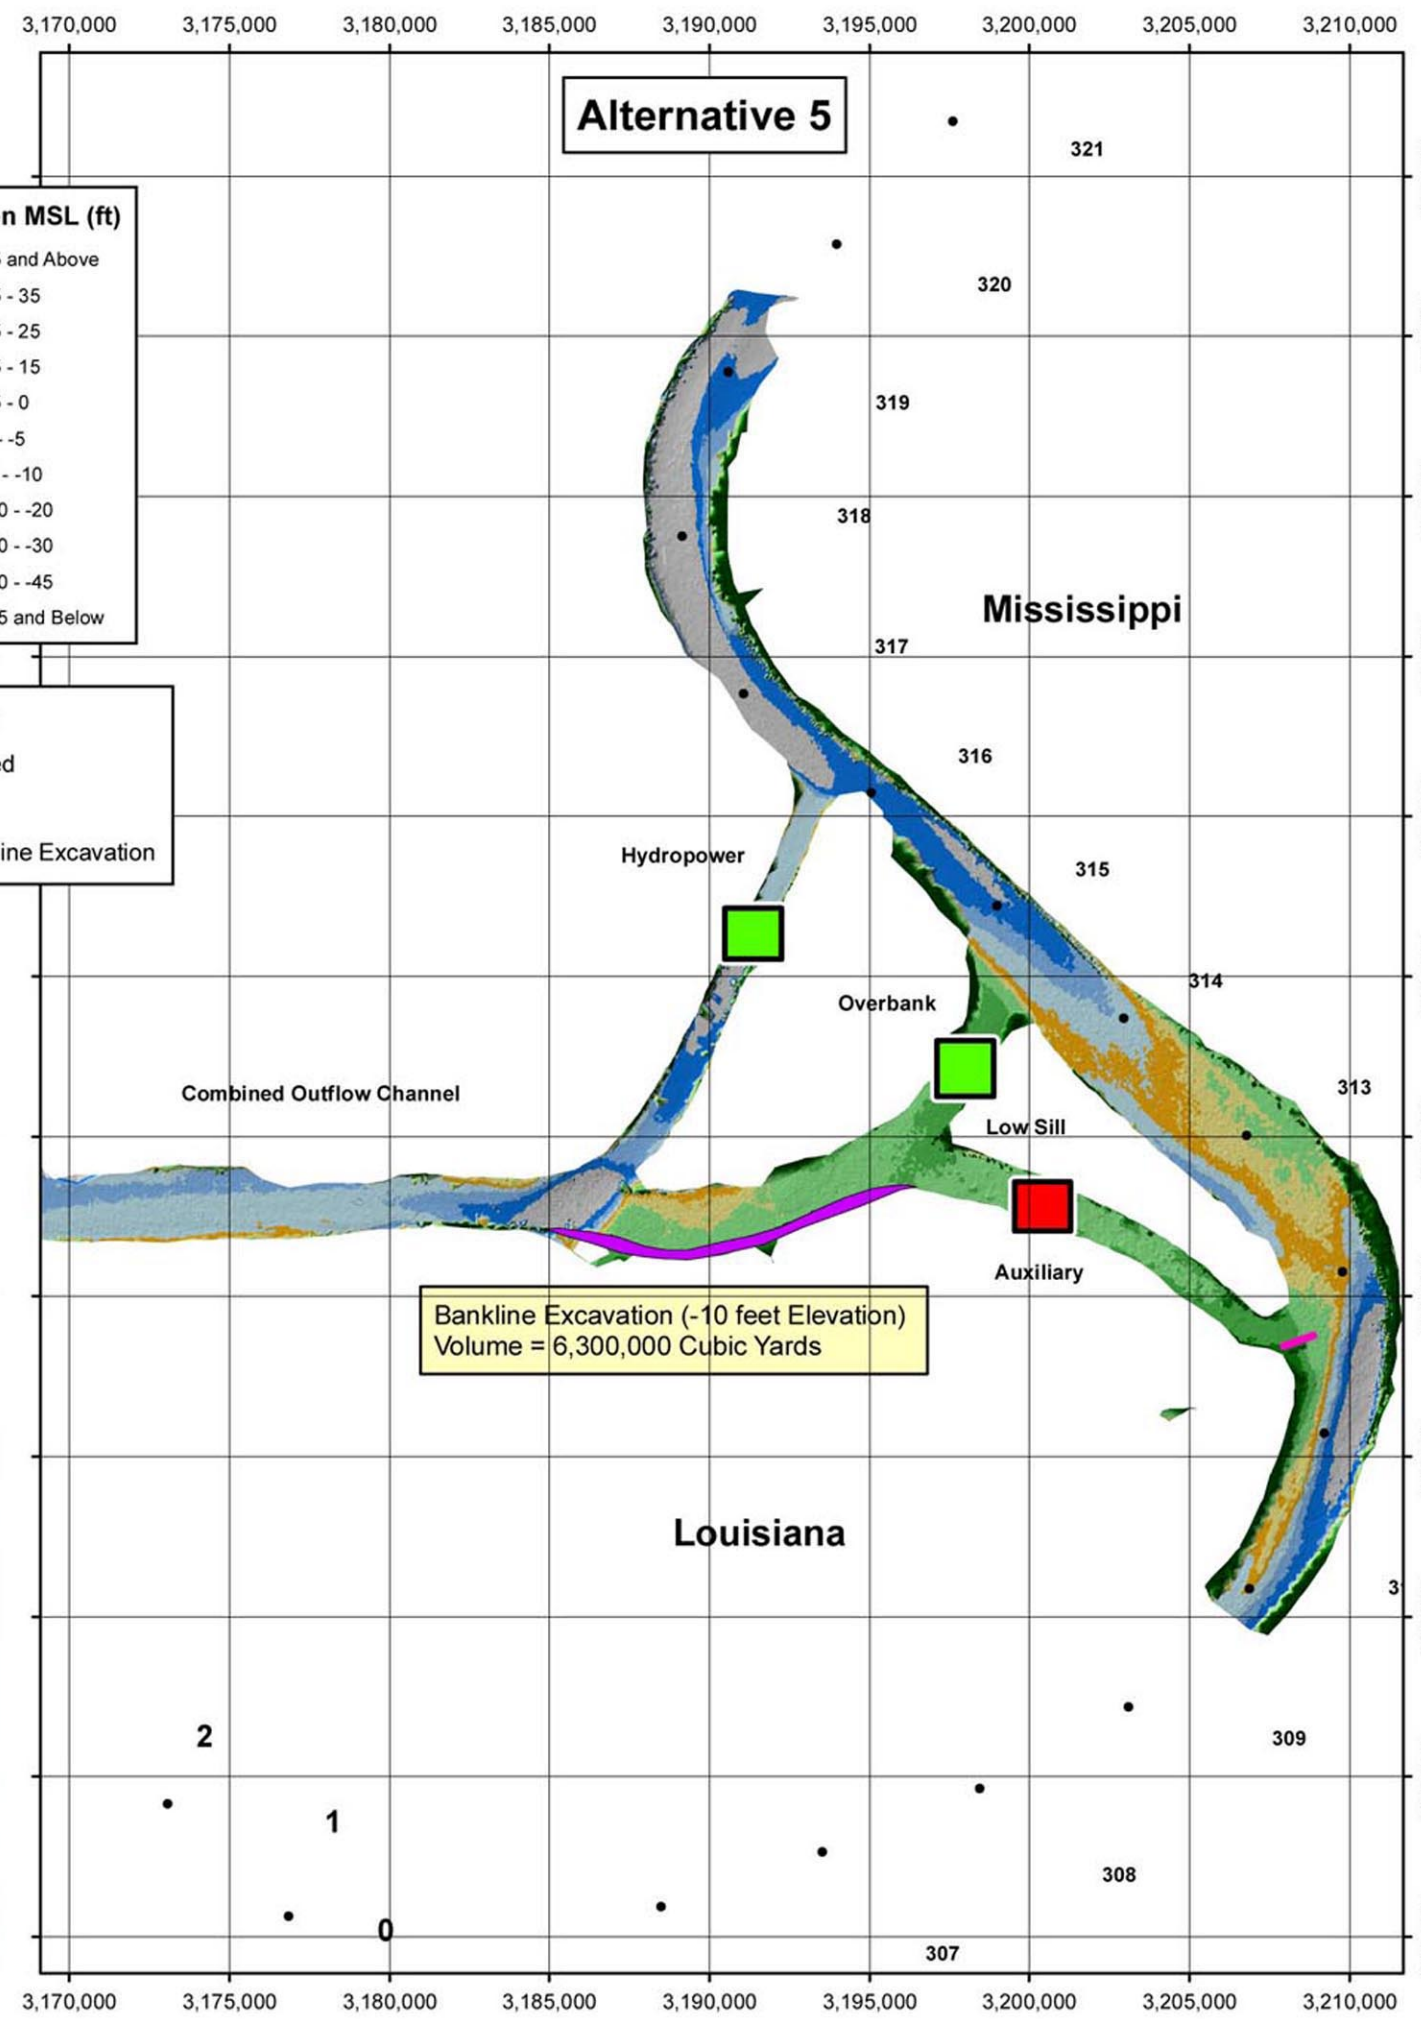 3,170,000 3,175,000 3,180,000 3,185,000 3,190,000 3,195,000 3,200,000 3,205,000 3,210,000
Alternative 5
321
n MSL (ft)
and Above
- 35
- 25
- 15
- 0
- -5
- -10
0 - -20
0 - -30
0 - -45
5 and Below
320
319
318
Mississippi
317
ed
316
ine Excavation
Hydropower
315
314
Overbank
Combined Outflow Channel
313
Low Sill
Auxiliary
Bankline Excavation (-10 feet Elevation)
Volume = 6,300,000 Cubic Yards
Louisiana
2
309
1
308
0
307
3,170,000 3,175,000 3,180,000 3,185,000 3,190,000 3,195,000 3,200,000 3,205,000 3,210,000